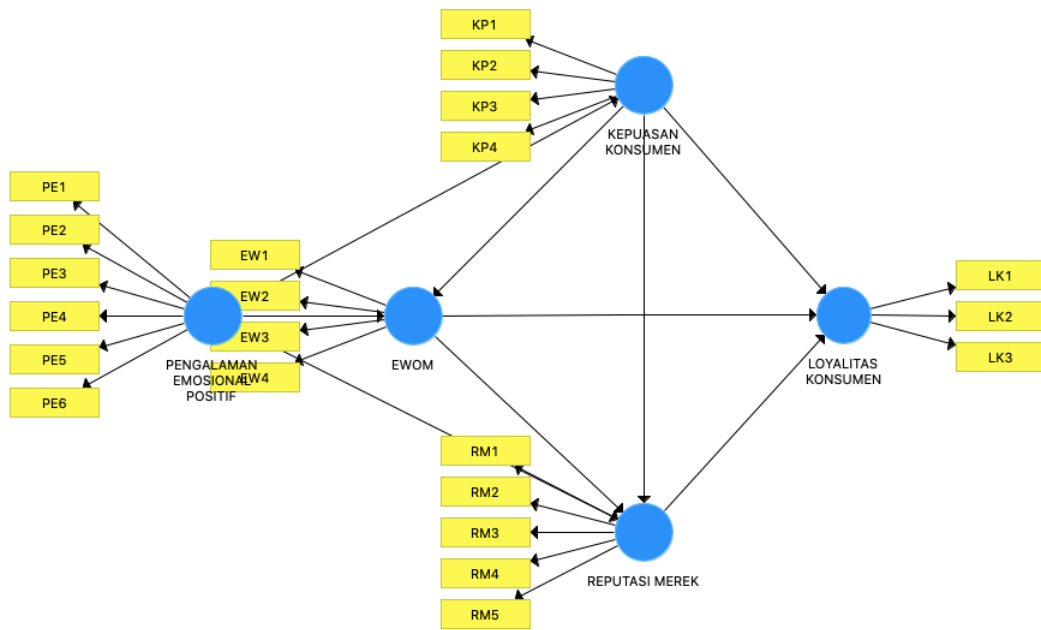 KP1
KP2
KP3
KP4
KEPUASAN
KONSUMEN
PE1
PE2
PE3
PE4
PE5
PE6
PENGALAMAN
EMOSIONAL
POSITIF
EW1
EW2
EW3
EW4
EWOM
LK1
LK2
LK3
LOYALITAS
KONSUMEN
RM1
RM2
RM3
RM4
RM5
REPUTASI MEREK